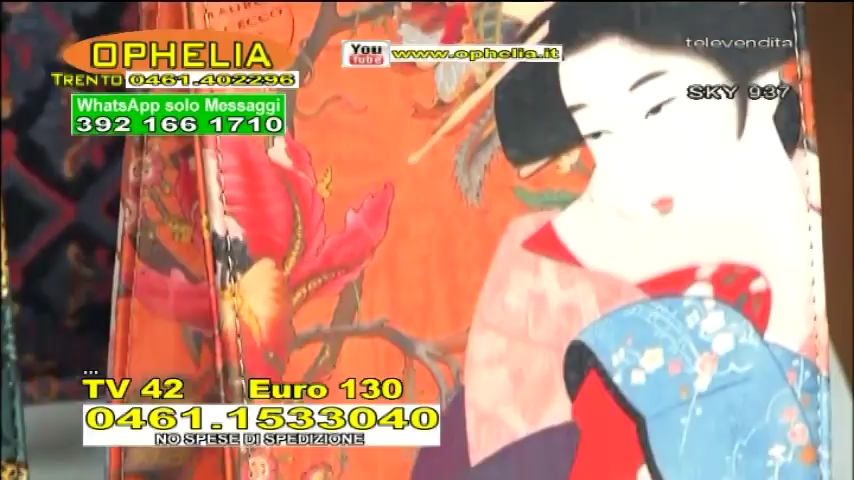 OPHELIA
TRENTO 0461.402296
WhatsApp solo Messaggi
392 166 1710
You Tube www.ophelia.it
televendita
SKY 937
...
TV 42 Euro 130
0461.1533040
NO SPESE DI SPEDIZIONE